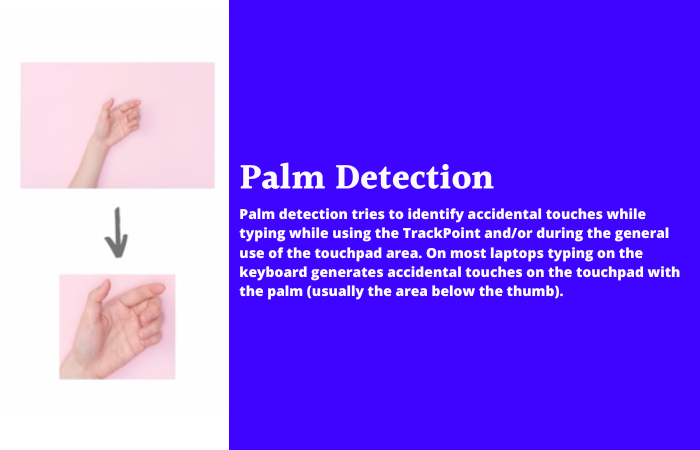 Palm Detection
Palm detection tries to identify accidental touches while
typing while using the TrackPoint and/or during the general
use of the touchpad area. On most laptops typing on the
keyboard generates accidental touches on the touchpad with
the palm (usually the area below the thumb).